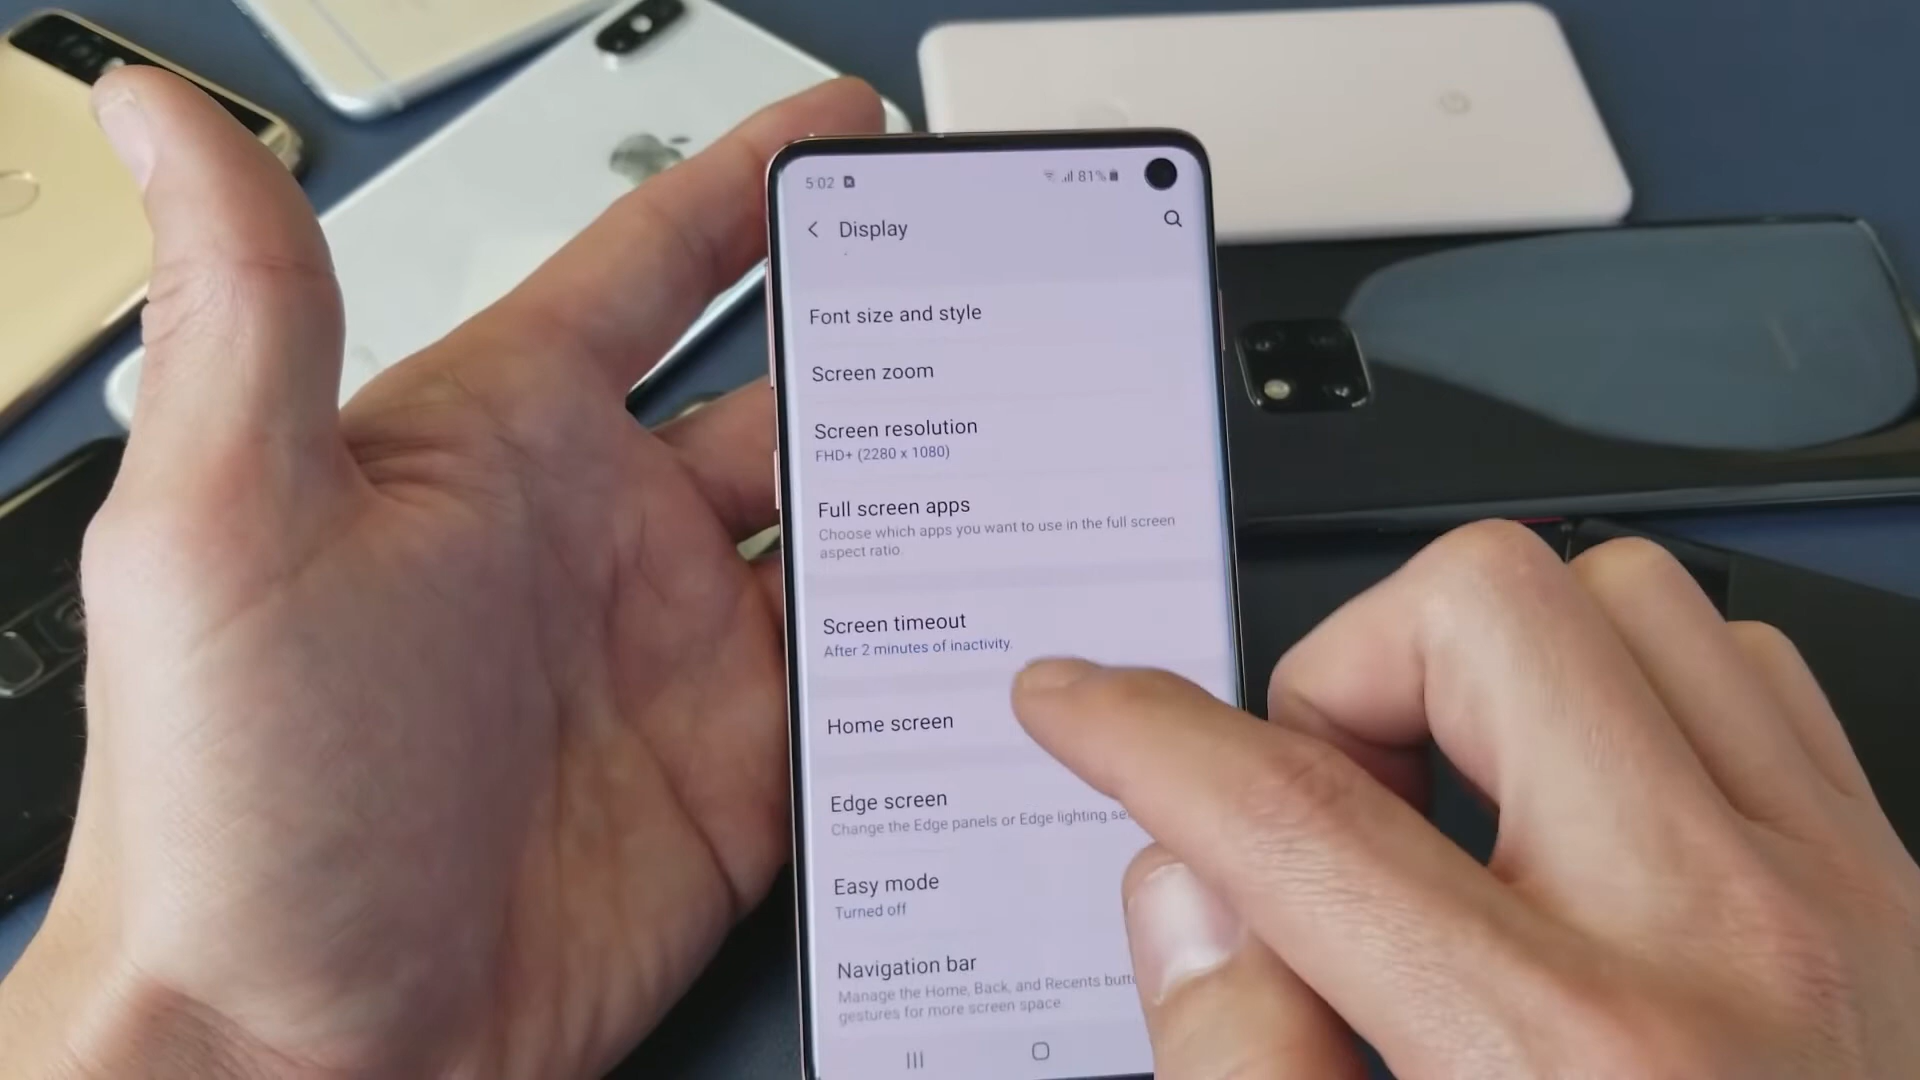 5:02 81%
Display
Font size and style
Screen zoom
Screen resolution
FHD+ (2280 x 1080)
Full screen apps
Choose which apps you want to use in the full screen
aspect ratio.
Screen timeout
After 2 minutes of inactivity.
Home screen
Edge screen
Change the Edge panels or Edge lighting
Easy mode
Turned off
Navigation bar
Manage the Home, Back, and Recents
gestures for more screen space.